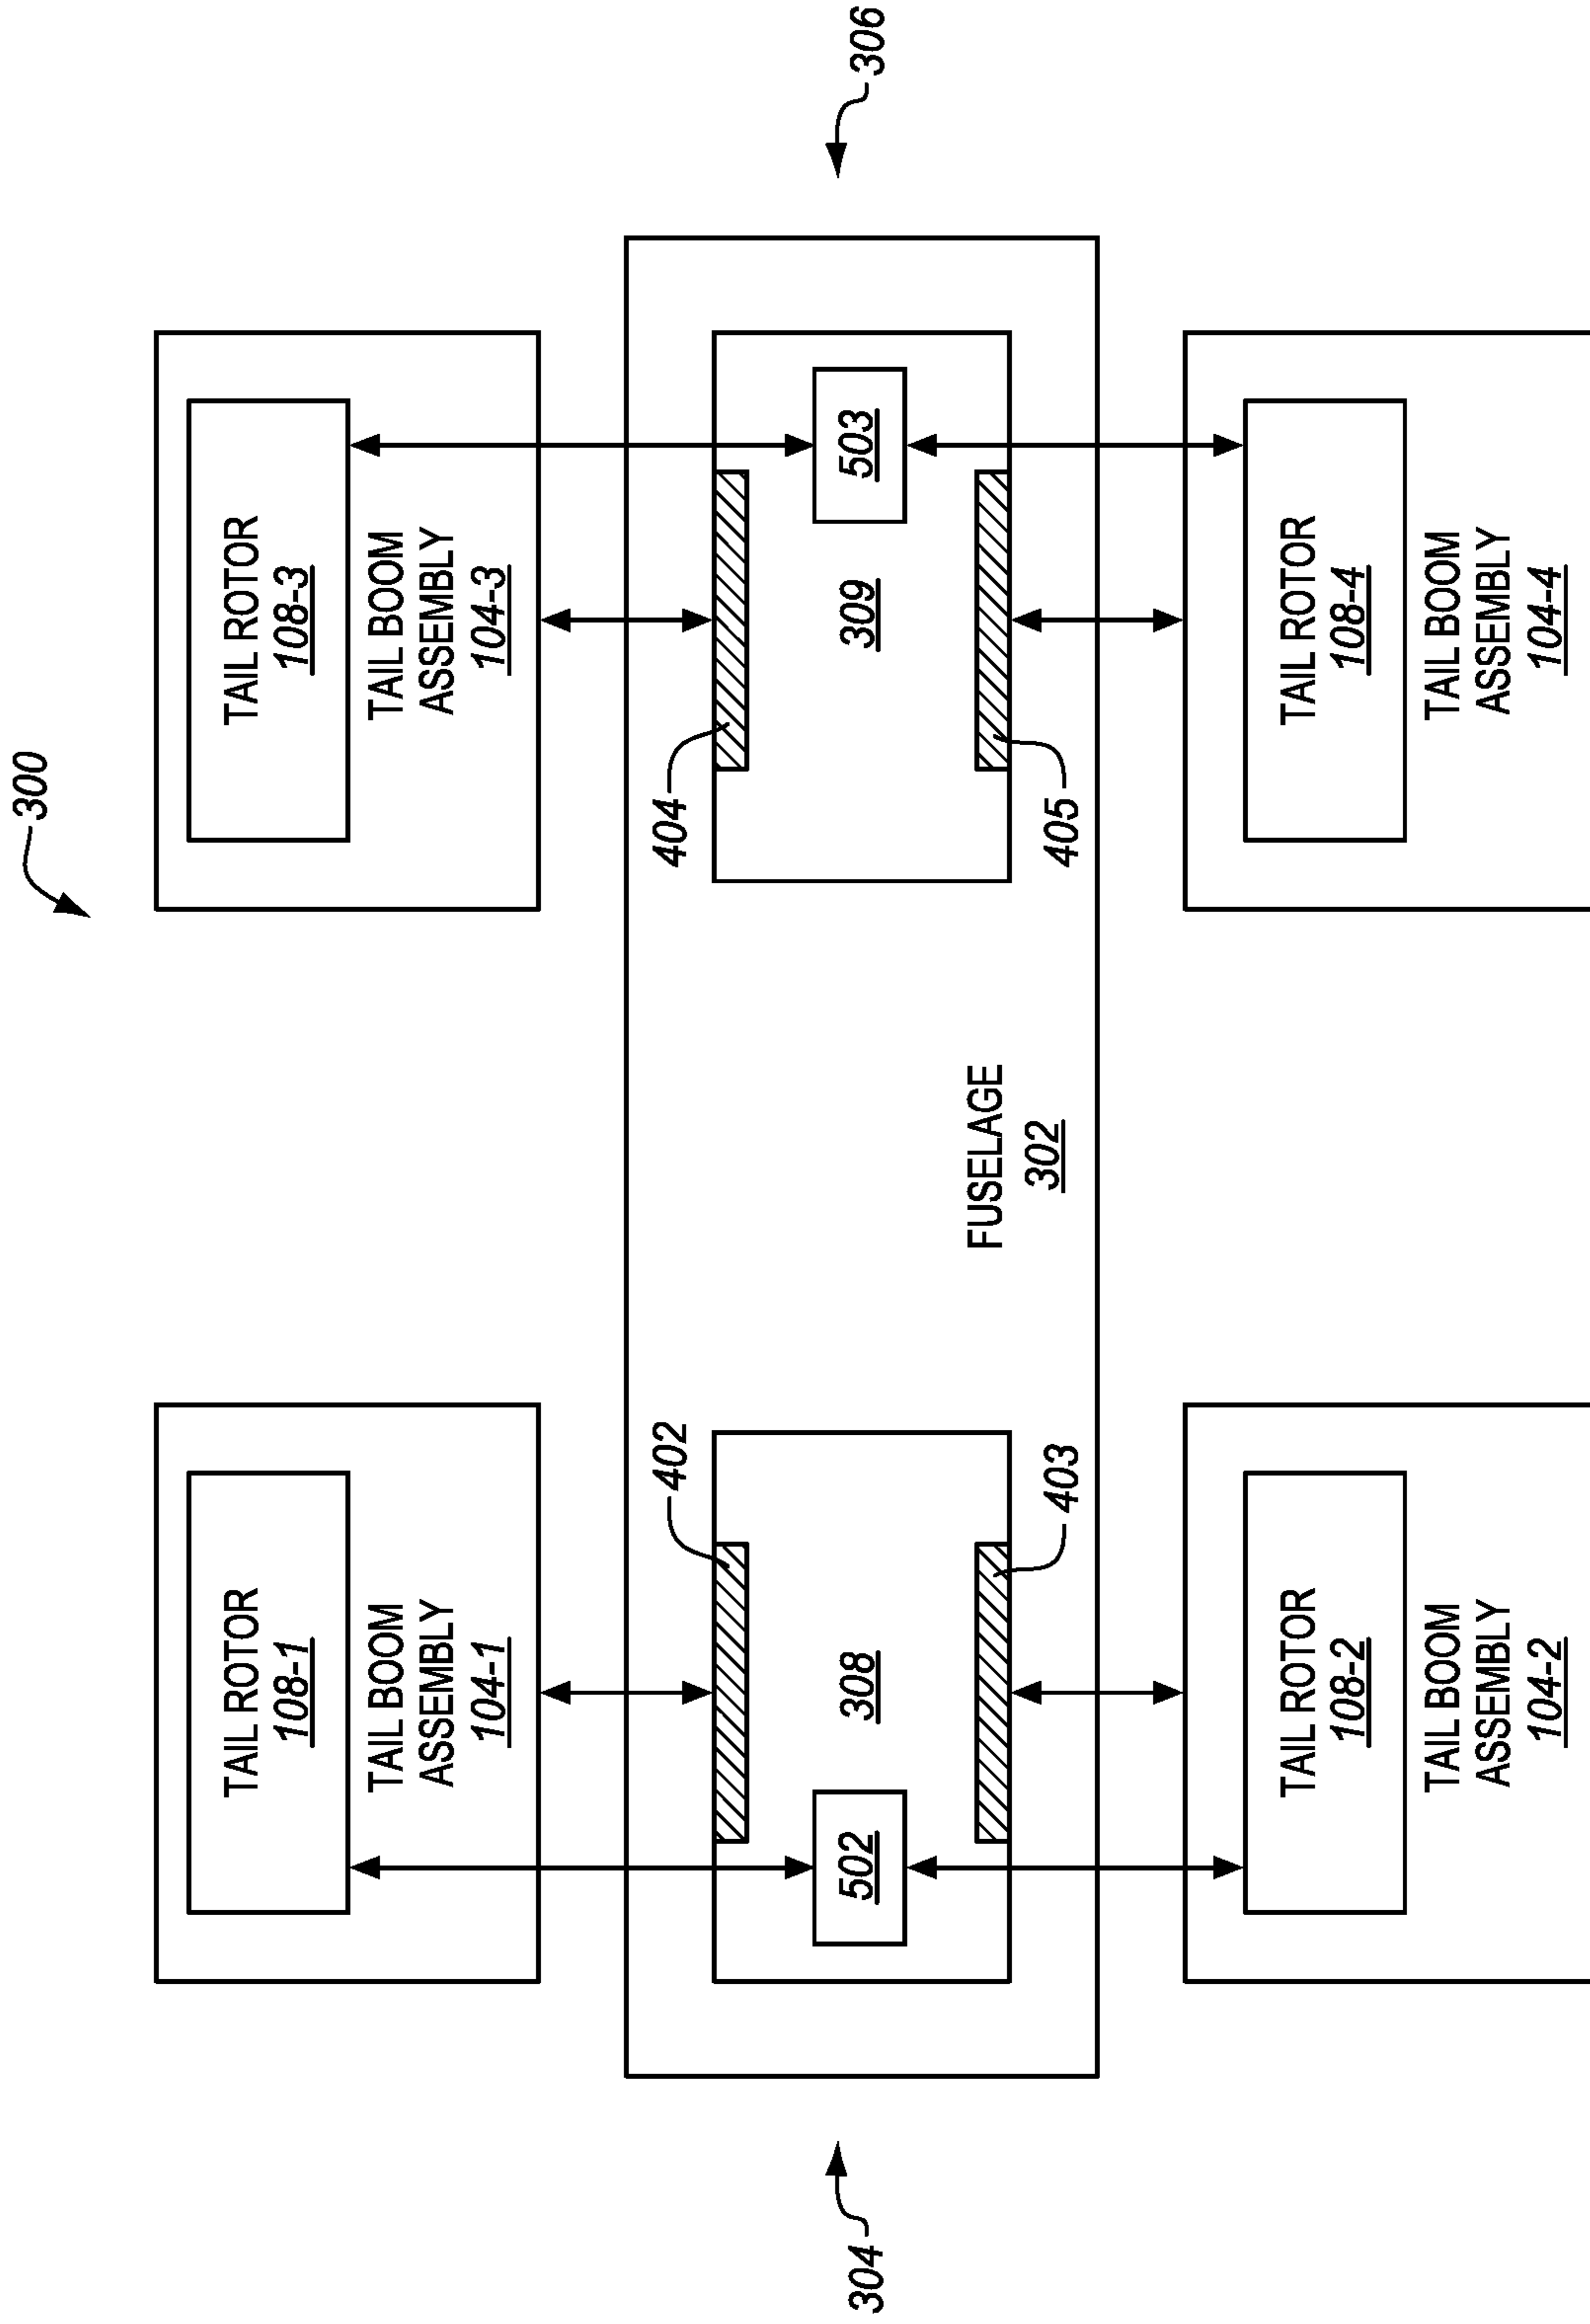 300
TAIL ROTOR
108-1
TAIL BOOM
ASSEMBLY
104-1
TAIL ROTOR
108-3
TAIL BOOM
ASSEMBLY
104-3
402
404
304
502
308
309
503
306
403
405
FUSELAGE
302
TAIL ROTOR
108-2
TAIL BOOM
ASSEMBLY
104-2
TAIL ROTOR
108-4
TAIL BOOM
ASSEMBLY
104-4